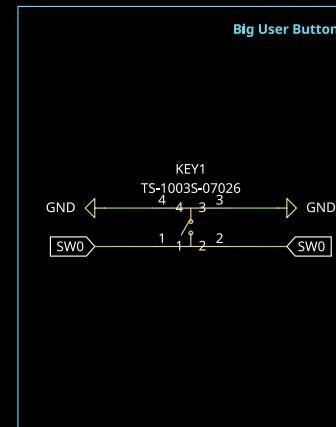 Big User Button
KEY1
TS-1003S-07026
4 4 3 3
GND GND
SW0 1 1 2 2 SW0